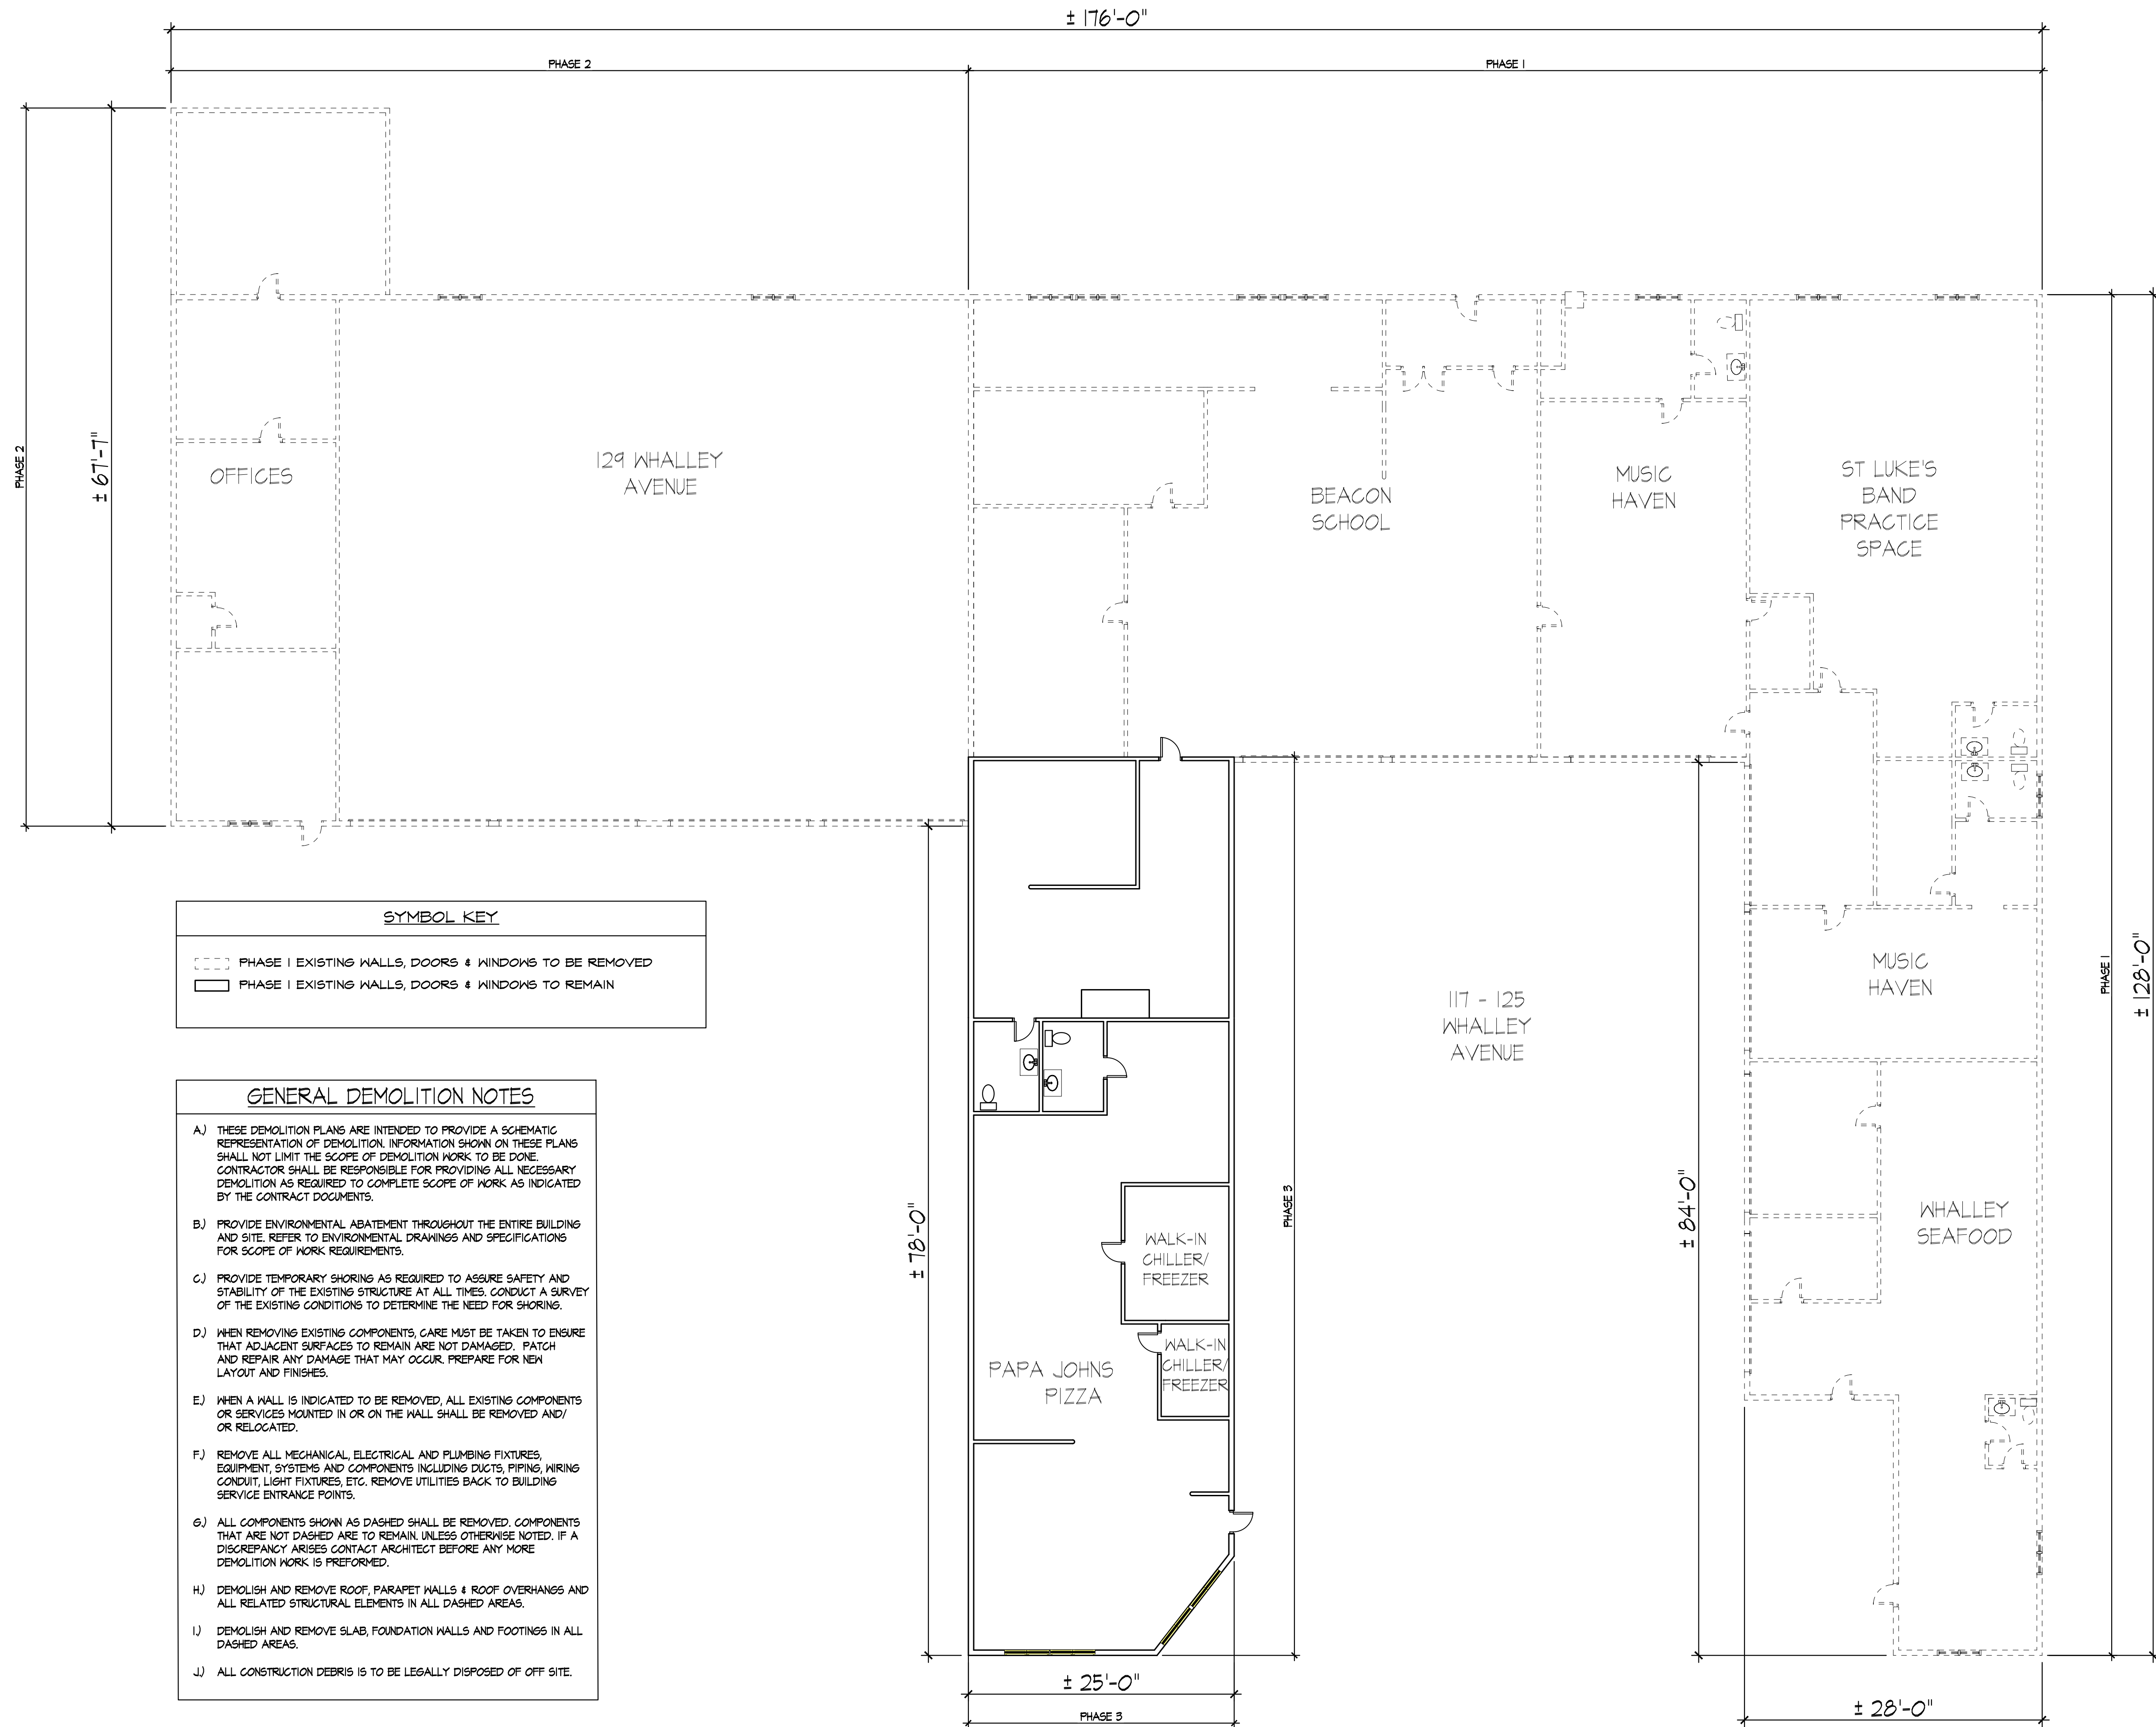 ± 176'-0"
PHASE 2
PHASE 1
PHASE 2
± 67'-7"
OFFICES
129 WHALLEY
AVENUE
BEACON
SCHOOL
MUSIC
HAVEN
ST LUKE'S
BAND
PRACTICE
SPACE
SYMBOL KEY
PHASE 1 EXISTING WALLS, DOORS & WINDOWS TO BE REMOVED
PHASE 1 EXISTING WALLS, DOORS & WINDOWS TO REMAIN
GENERAL DEMOLITION NOTES
A.) THESE DEMOLITION PLANS ARE INTENDED TO PROVIDE A SCHEMATIC
REPRESENTATION OF DEMOLITION. INFORMATION SHOWN ON THESE PLANS
SHALL NOT LIMIT THE SCOPE OF DEMOLITION WORK TO BE DONE.
CONTRACTOR SHALL BE RESPONSIBLE FOR PROVIDING ALL NECESSARY
DEMOLITION AS REQUIRED TO COMPLETE SCOPE OF WORK AS INDICATED
BY THE CONTRACT DOCUMENTS.
B.) PROVIDE ENVIRONMENTAL ABATEMENT THROUGHOUT THE ENTIRE BUILDING
AND SITE. REFER TO ENVIRONMENTAL DRAWINGS AND SPECIFICATIONS
FOR SCOPE OF WORK REQUIREMENTS.
C.) PROVIDE TEMPORARY SHORING AS REQUIRED TO ASSURE SAFETY AND
STABILITY OF THE EXISTING STRUCTURE AT ALL TIMES. CONDUCT A SURVEY
OF THE EXISTING CONDITIONS TO DETERMINE THE NEED FOR SHORING.
D.) WHEN REMOVING EXISTING COMPONENTS, CARE MUST BE TAKEN TO ENSURE
THAT ADJACENT SURFACES TO REMAIN ARE NOT DAMAGED. PATCH
AND REPAIR ANY DAMAGE THAT MAY OCCUR. PREPARE FOR NEW
LAYOUT AND FINISHES.
E.) WHEN A WALL IS INDICATED TO BE REMOVED, ALL EXISTING COMPONENTS
OR SERVICES MOUNTED IN OR ON THE WALL SHALL BE REMOVED AND/
OR RELOCATED.
F.) REMOVE ALL MECHANICAL, ELECTRICAL AND PLUMBING FIXTURES,
EQUIPMENT, SYSTEMS AND COMPONENTS INCLUDING DUCTS, PIPING, WIRING
CONDUIT, LIGHT FIXTURES, ETC. REMOVE UTILITIES BACK TO BUILDING
SERVICE ENTRANCE POINTS.
G.) ALL COMPONENTS SHOWN AS DASHED SHALL BE REMOVED. COMPONENTS
THAT ARE NOT DASHED ARE TO REMAIN. UNLESS OTHERWISE NOTED. IF A
DISCREPANCY ARISES CONTACT ARCHITECT BEFORE ANY MORE
DEMOLITION WORK IS PREFORMED.
H.) DEMOLISH AND REMOVE ROOF, PARAPET WALLS & ROOF OVERHANGS AND
ALL RELATED STRUCTURAL ELEMENTS IN ALL DASHED AREAS.
I.) DEMOLISH AND REMOVE SLAB, FOUNDATION WALLS AND FOOTINGS IN ALL
DASHED AREAS.
J.) ALL CONSTRUCTION DEBRIS IS TO BE LEGALLY DISPOSED OF OFF SITE.
± 78'-0"
WALK-IN
CHILLER/
FREEZER
WALK-IN
CHILLER/
FREEZER
PAPA JOHNS
PIZZA
PHASE 3
± 25'-0"
PHASE 3
117 - 125
WHALLEY
AVENUE
± 84'-0"
MUSIC
HAVEN
WHALLEY
SEAFOOD
± 28'-0"
PHASE 1
± 128'-0"